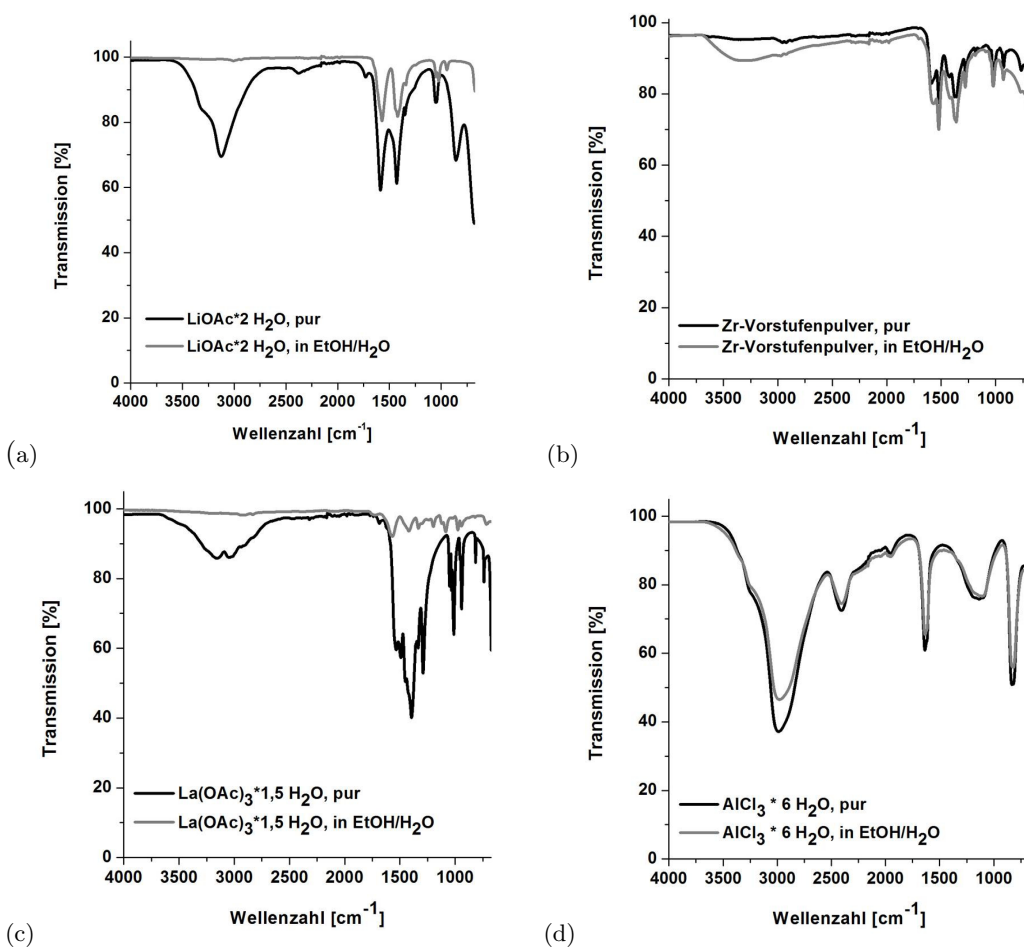 100
80
60
40
20
0
Transmission [%]
LiOAc*2 H2O, pur
LiOAc*2 H2O, in EtOH/H2O
4000 3500 3000 2500 2000 1500 1000
Wellenzahl [cm-1]
(a)
100
80
60
40
20
0
Transmission [%]
Zr-Vorstufenpulver, pur
Zr-Vorstufenpulver, in EtOH/H2O
4000 3500 3000 2500 2000 1500 1000
Wellenzahl [cm-1]
(b)
100
80
60
40
20
0
Transmission [%]
La(OAc)3*1,5 H2O, pur
La(OAc)3*1,5 H2O, in EtOH/H2O
4000 3500 3000 2500 2000 1500 1000
Wellenzahl [cm-1]
(c)
100
80
60
40
20
0
Transmission [%]
AlCl3 * 6 H2O, pur
AlCl3 * 6 H2O, in EtOH/H2O
4000 3500 3000 2500 2000 1500 1000
Wellenzahl [cm-1]
(d)